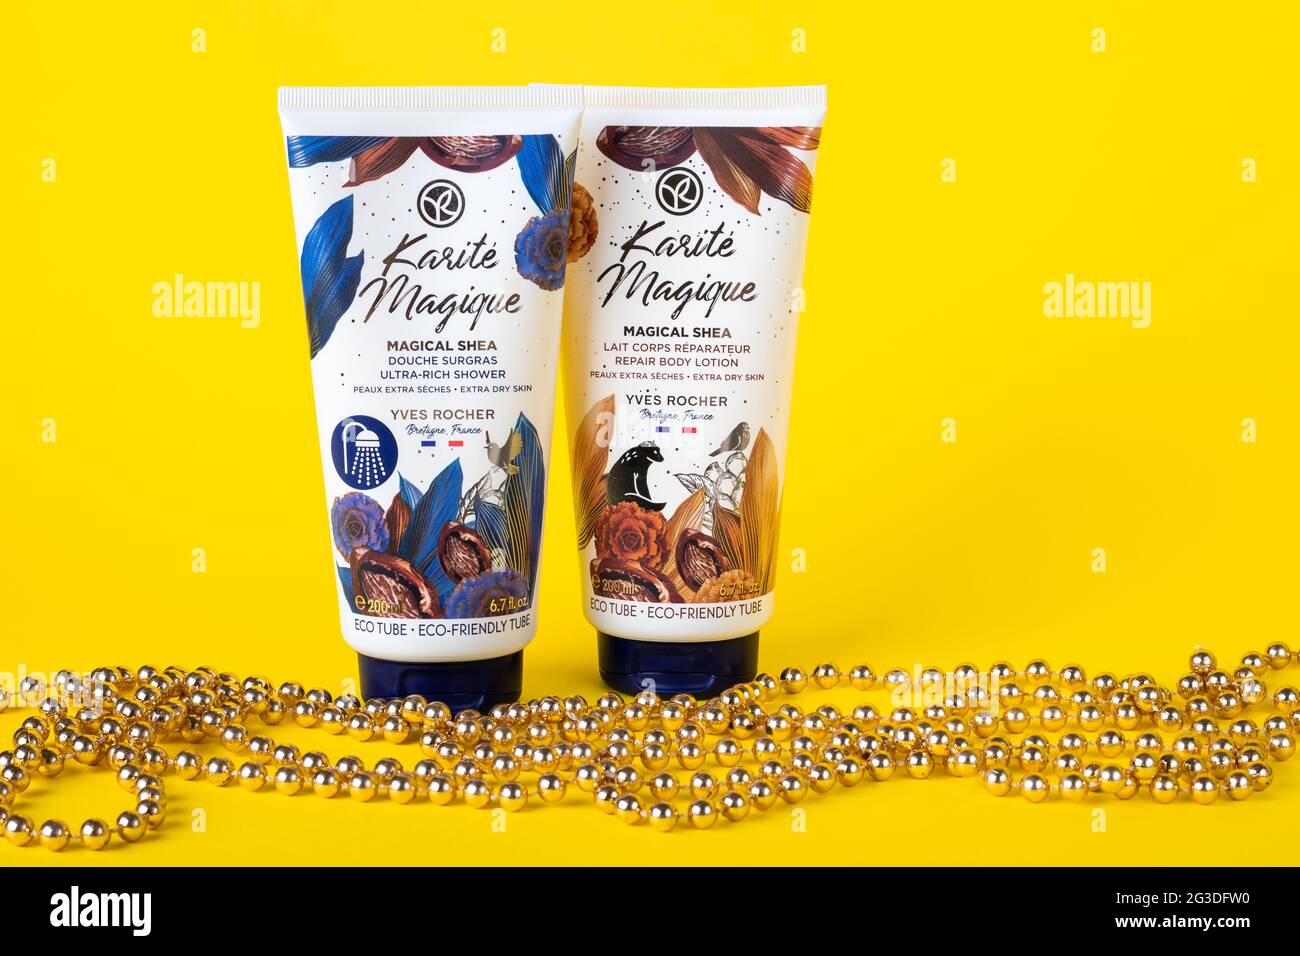 Karité
Magique
MAGICAL SHEA
DOUCHE SURGRAS
ULTRA-RICH SHOWER
PEAUX EXTRA SÈCHES • EXTRA DRY SKIN
YVES ROCHER
Bretagne, France
℮ 200 ml 6.7 fl. oz.
ECO TUBE • ECO-FRIENDLY TUBE
Karité
Magique
MAGICAL SHEA
LAIT CORPS RÉPARATEUR
REPAIR BODY LOTION
PEAUX EXTRA SÈCHES • EXTRA DRY SKIN
YVES ROCHER
Bretagne, France
℮ 200 ml 6.7 fl. oz.
ECO TUBE • ECO-FRIENDLY TUBE
a a a a
a a a
alamy alamy
a a a
a a a
alamy alamy
a a a
alamy
Image ID: 2G3DFW0
www.alamy.com